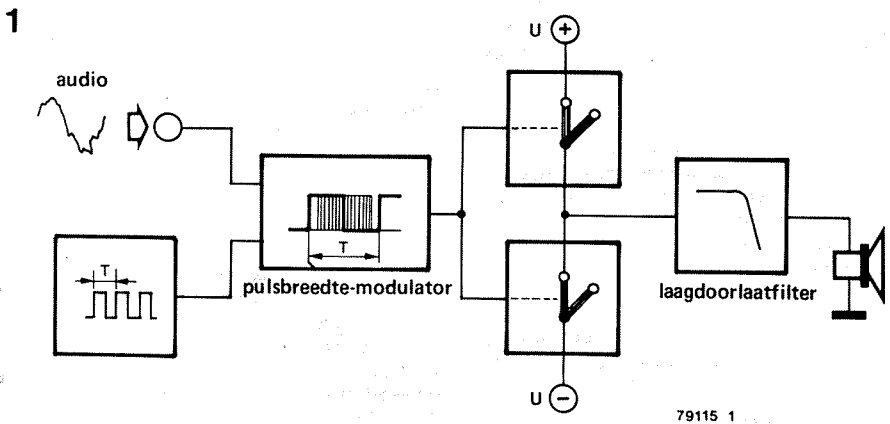 1
audio
T
T
pulsbreedte-modulator
U +
U −
laagdoorlaatfilter
79115 1